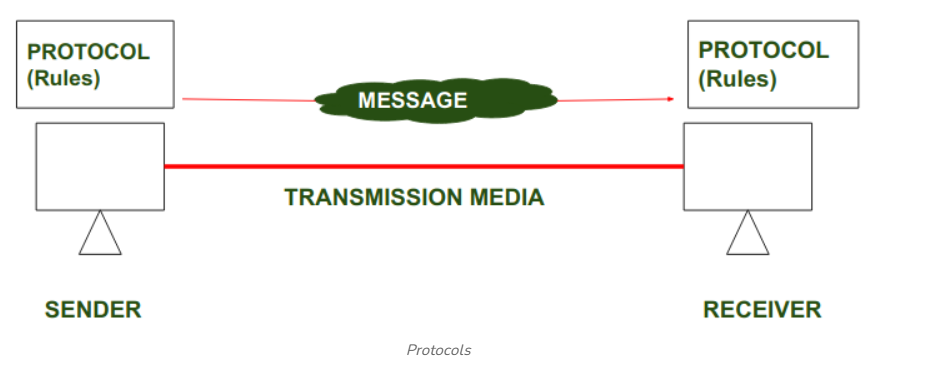 PROTOCOL
(Rules)
PROTOCOL
(Rules)
MESSAGE
TRANSMISSION MEDIA
SENDER
RECEIVER
Protocols